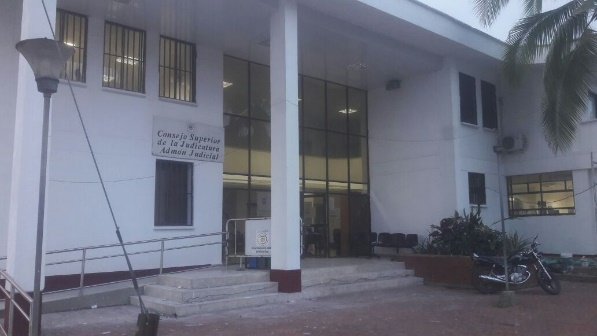 Consejo Superior
de la Judicatura
Admón Judicial